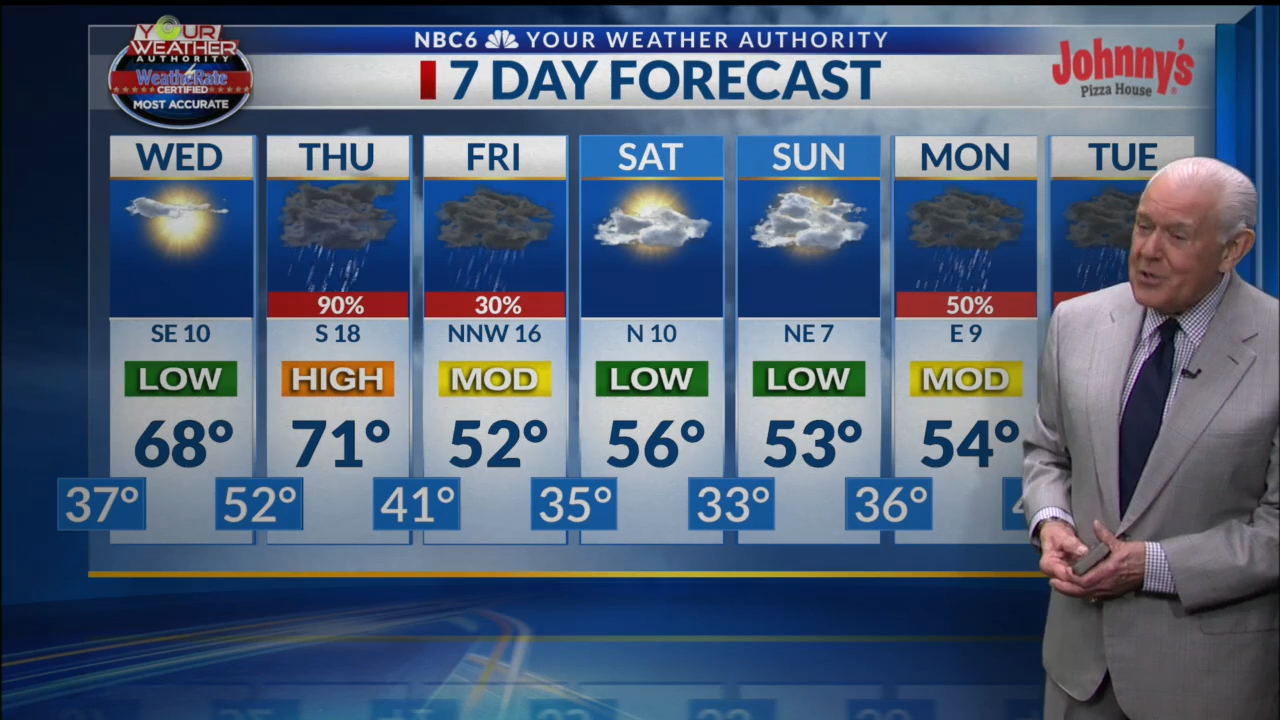 YOUR
WEATHER
AUTHORITY
WeatheRate
CERTIFIED
MOST ACCURATE
NBC6 YOUR WEATHER AUTHORITY
7 DAY FORECAST
Johnny's
Pizza House
WED THU FRI SAT SUN MON TUE
90% 30% 50%
SE 10 S 18 NNW 16 N 10 NE 7 E 9
LOW HIGH MOD LOW LOW MOD
68° 71° 52° 56° 53° 54°
37° 52° 41° 35° 33° 36°